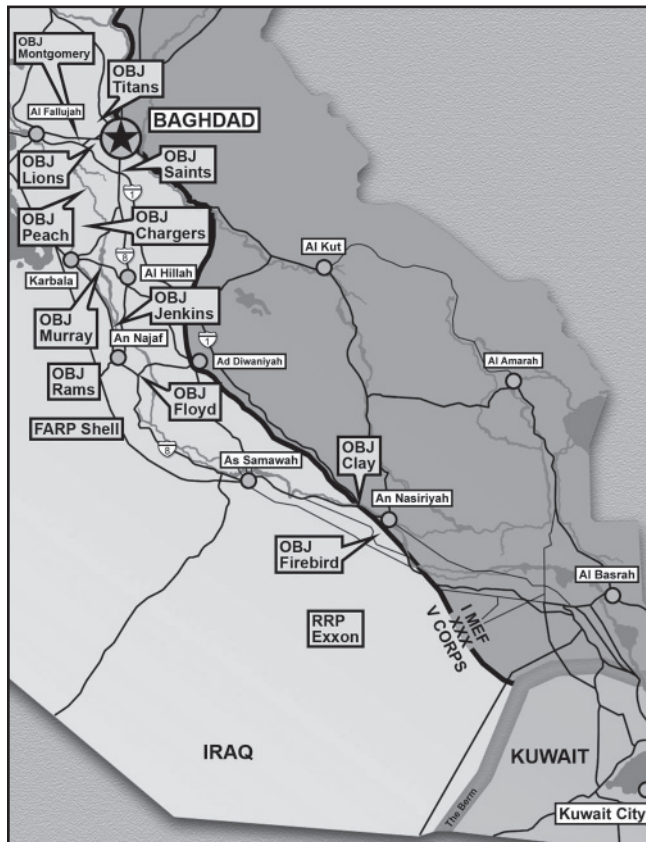 OBJ
Montgomery
OBJ
Titans
Al Fallujah
BAGHDAD
OBJ
Lions
OBJ
Saints
1
OBJ
Peach
OBJ
Chargers
8
Al Kut
Karbala
Al Hillah
OBJ
Murray
OBJ
Jenkins
An Najaf
1
Ad Diwaniyah
Al Amarah
OBJ
Rams
OBJ
Floyd
FARP Shell
8
As Samawah
OBJ
Clay
An Nasiriyah
OBJ
Firebird
Al Basrah
RRP
Exxon
I MEF
XXX
V CORPS
IRAQ
KUWAIT
The Berm
Kuwait City